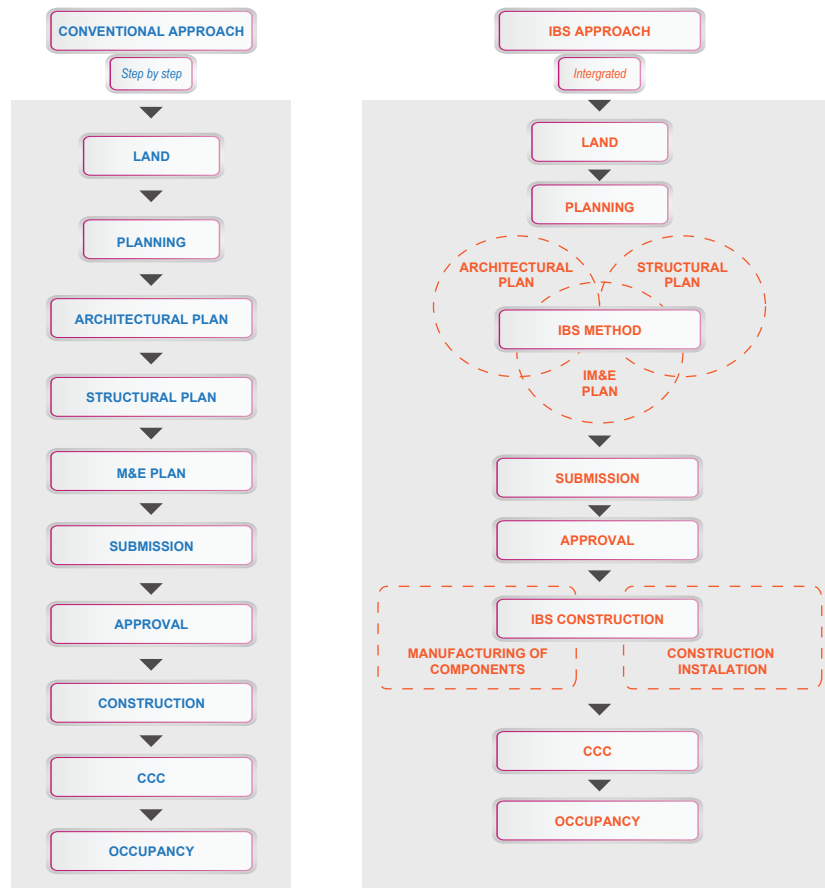 CONVENTIONAL APPROACH
Step by step
LAND
PLANNING
ARCHITECTURAL PLAN
STRUCTURAL PLAN
M&E PLAN
SUBMISSION
APPROVAL
CONSTRUCTION
CCC
OCCUPANCY
IBS APPROACH
Intergrated
LAND
PLANNING
ARCHITECTURAL
PLAN
STRUCTURAL
PLAN
IBS METHOD
IM&E
PLAN
SUBMISSION
APPROVAL
IBS CONSTRUCTION
MANUFACTURING OF
COMPONENTS
CONSTRUCTION
INSTALATION
CCC
OCCUPANCY